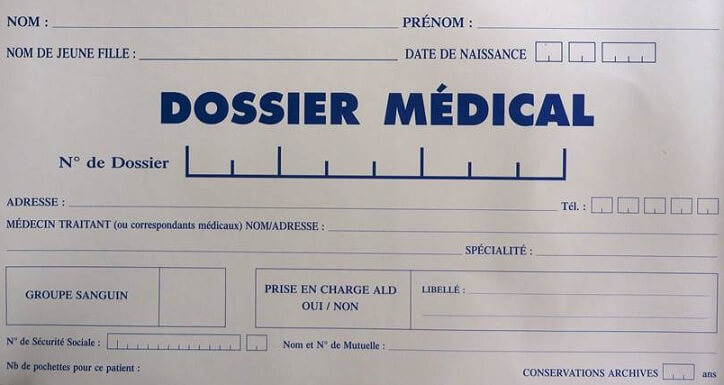 NOM : PRÉNOM :
NOM DE JEUNE FILLE : DATE DE NAISSANCE
DOSSIER MÉDICAL
N° de Dossier
ADRESSE : Tél. :
MÉDECIN TRAITANT (ou correspondants médicaux) NOM/ADRESSE :
SPÉCIALITÉ :
GROUPE SANGUIN
PRISE EN CHARGE ALD
OUI / NON
LIBELLÉ :
N° de Sécurité Sociale : Nom et N° de Mutuelle :
Nb de pochettes pour ce patient : CONSERVATIONS ARCHIVES ans